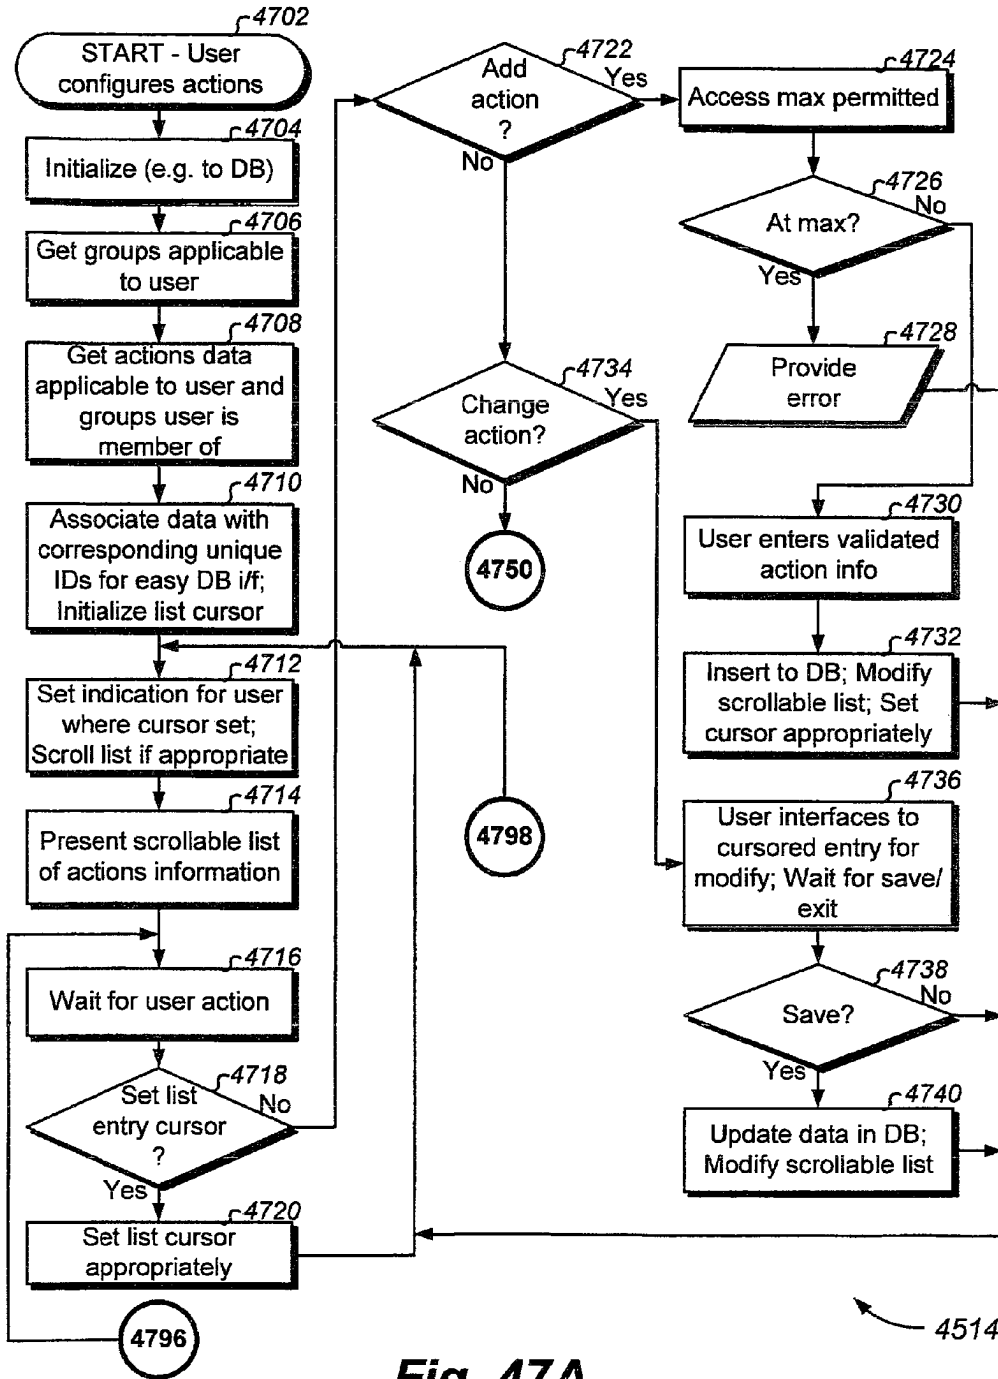 4702
START - User
configures actions
4704
Initialize (e.g. to DB)
4706
Get groups applicable
to user
4708
Get actions data
applicable to user and
groups user is
member of
4710
Associate data with
corresponding unique
IDs for easy DB i/f;
Initialize list cursor
4712
Set indication for user
where cursor set;
Scroll list if appropriate
4714
Present scrollable list
of actions information
4716
Wait for user action
4718
Set list
entry cursor
?
No
Yes
4720
Set list cursor
appropriately
4796
4722
Add
action
?
Yes
No
4734
Change
action?
Yes
No
4750
4798
4724
Access max permitted
4726
At max?
No
Yes
4728
Provide
error
4730
User enters validated
action info
4732
Insert to DB; Modify
scrollable list; Set
cursor appropriately
4736
User interfaces to
cursored entry for
modify; Wait for save/
exit
4738
Save?
No
Yes
4740
Update data in DB;
Modify scrollable list
4514
Fig. 47A